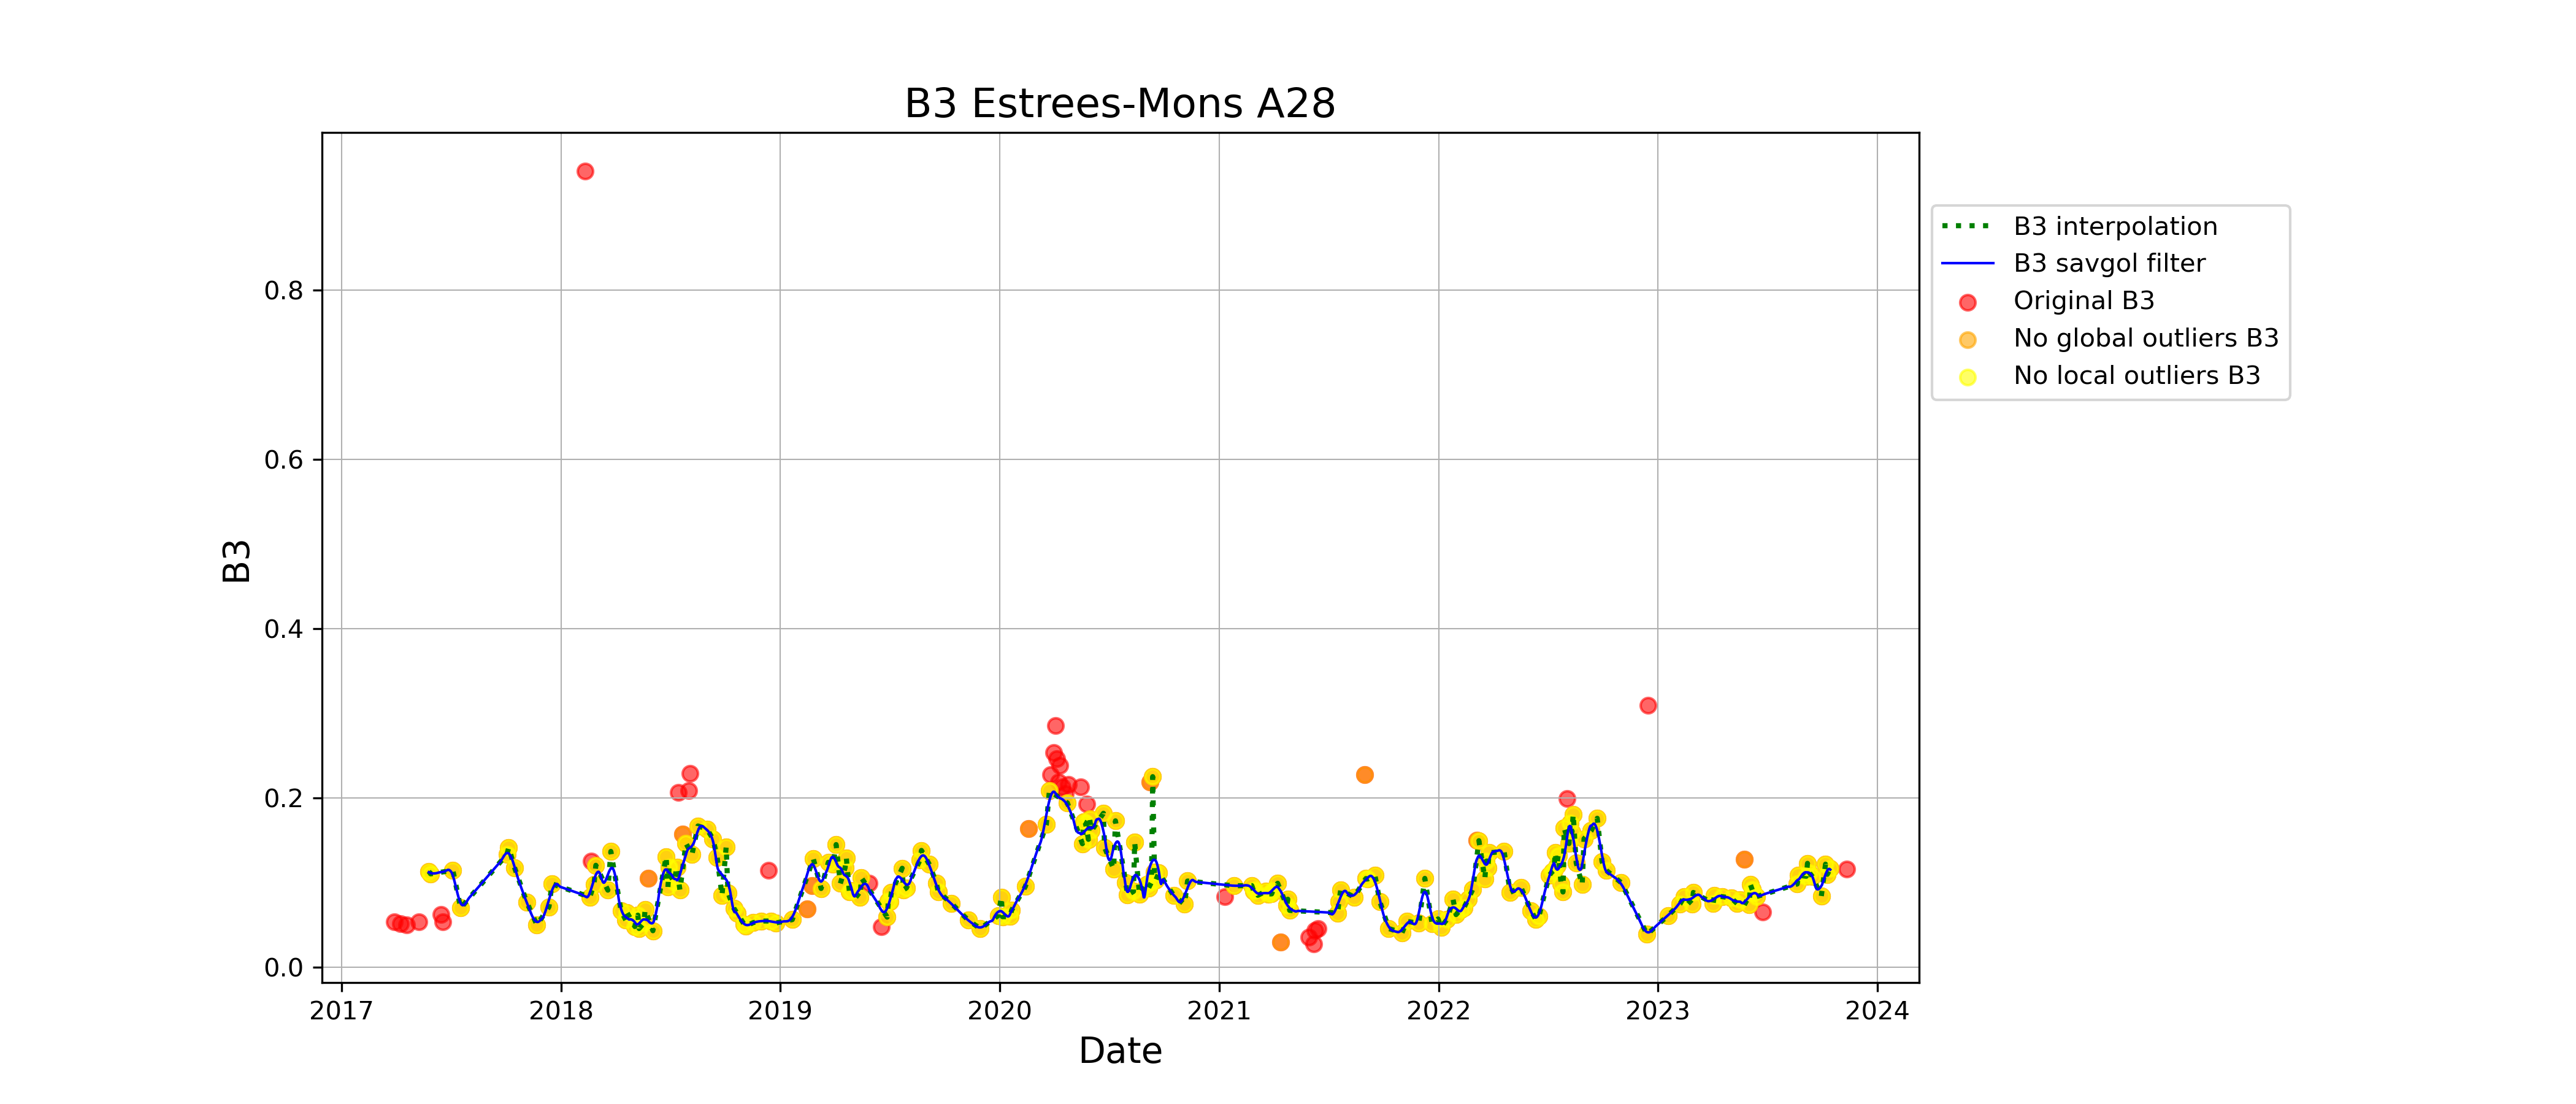 B3 Estrees-Mons A28
B3
0.8
0.6
0.4
0.2
0.0
2017 2018 2019 2020 2021 2022 2023 2024
Date
B3 interpolation
B3 savgol filter
Original B3
No global outliers B3
No local outliers B3